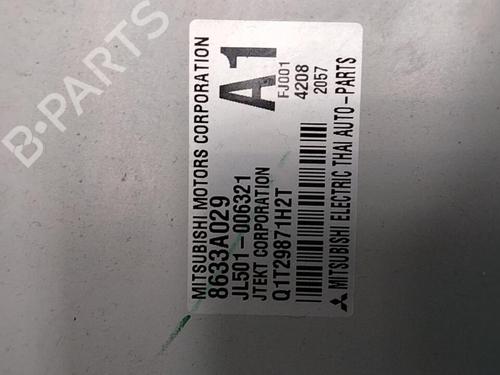 MITSUBISHI MOTORS CORPORATION
8633A029
JL501-006321
JTEKT CORPORATION
Q1T29871H2T
A1
FJ001
4208
2057
MITSUBISHI ELECTRIC THAI AUTO-PARTS
B-PARTS